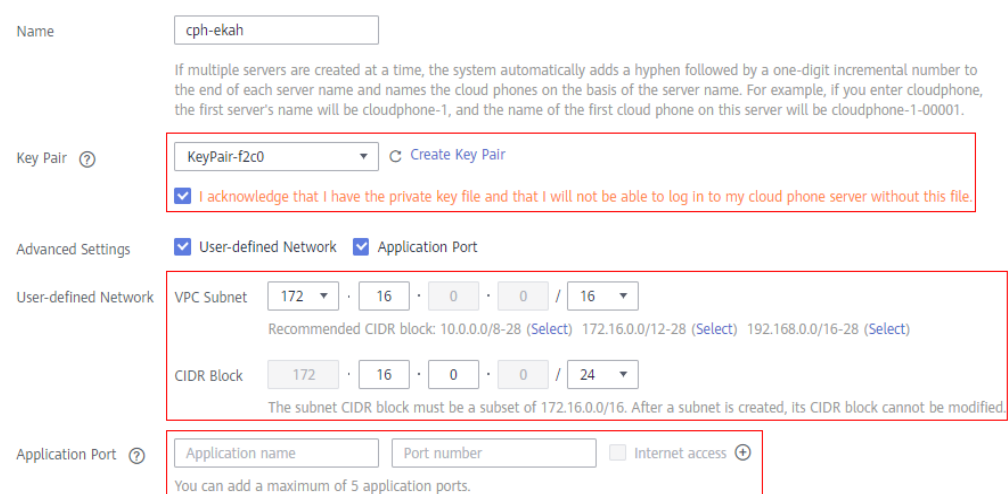 Name cph-ekah
If multiple servers are created at a time, the system automatically adds a hyphen followed by a one-digit incremental number to
the end of each server name and names the cloud phones on the basis of the server name. For example, if you enter cloudphone,
the first server's name will be cloudphone-1, and the name of the first cloud phone on this server will be cloudphone-1-00001.
Key Pair ? KeyPair-f2c0 Create Key Pair
I acknowledge that I have the private key file and that I will not be able to log in to my cloud phone server without this file.
Advanced Settings User-defined Network Application Port
User-defined Network VPC Subnet 172 . 16 . 0 . 0 / 16
Recommended CIDR block: 10.0.0.0/8-28 (Select) 172.16.0.0/12-28 (Select) 192.168.0.0/16-28 (Select)
CIDR Block 172 . 16 . 0 . 0 / 24
The subnet CIDR block must be a subset of 172.16.0.0/16. After a subnet is created, its CIDR block cannot be modified.
Application Port ? Application name Port number Internet access
You can add a maximum of 5 application ports.